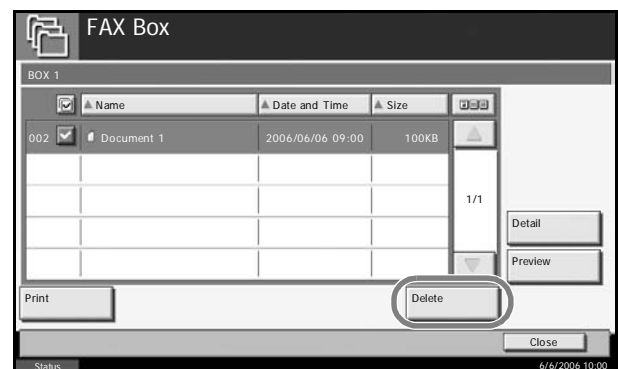 FAX Box
BOX 1
Name Date and Time Size
002 Document 1 2006/06/06 09:00 100KB
1/1
Detail
Preview
Print Delete
Close
Status 6/6/2006 10:00